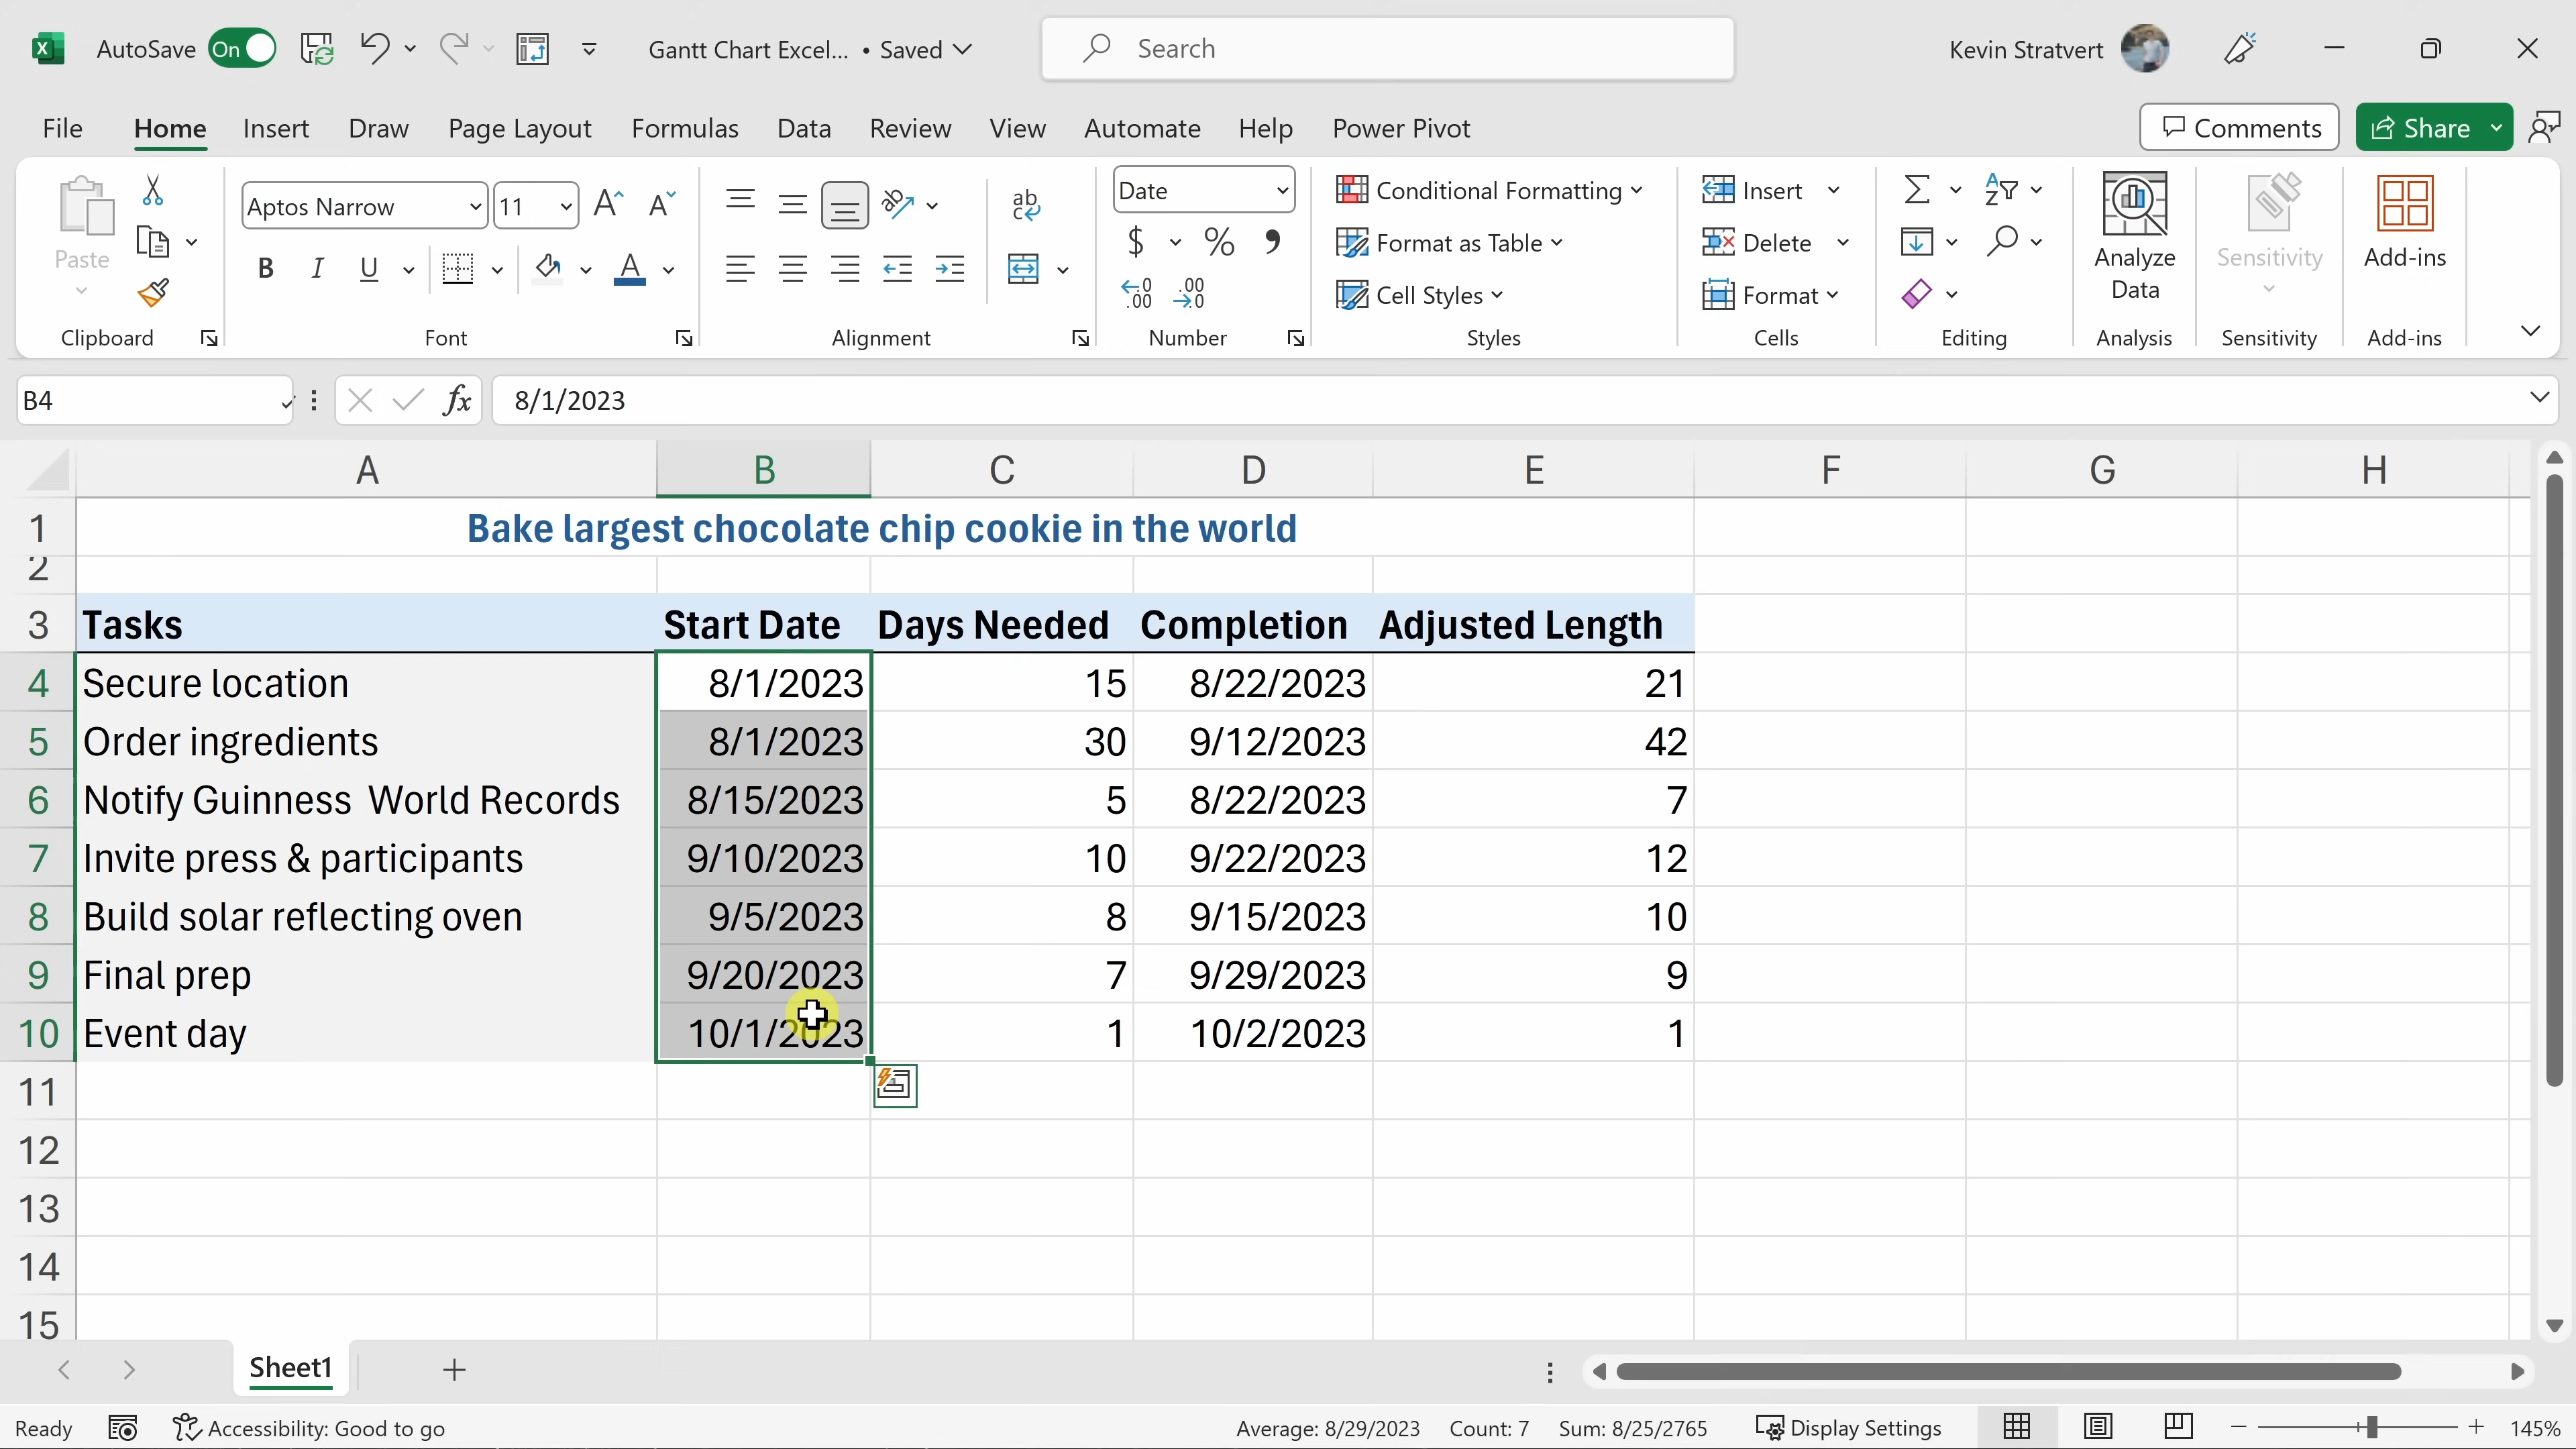 AutoSave On Gantt Chart Excel... • Saved Search Kevin Stratvert
File Home Insert Draw Page Layout Formulas Data Review View Automate Help Power Pivot Comments Share
Paste Aptos Narrow 11 Date Conditional Formatting Insert
B I U $ % Format as Table Delete Analyze Data Sensitivity Add-ins
Cell Styles Format
Clipboard Font Alignment Number Styles Cells Editing Analysis Sensitivity Add-ins
B4 fx 8/1/2023
A B C D E F G H
1 Bake largest chocolate chip cookie in the world
2
3 Tasks Start Date Days Needed Completion Adjusted Length
4 Secure location 8/1/2023 15 8/22/2023 21
5 Order ingredients 8/1/2023 30 9/12/2023 42
6 Notify Guinness  World Records 8/15/2023 5 8/22/2023 7
7 Invite press & participants 9/10/2023 10 9/22/2023 12
8 Build solar reflecting oven 9/5/2023 8 9/15/2023 10
9 Final prep 9/20/2023 7 9/29/2023 9
10 Event day 10/1/2023 1 10/2/2023 1
11
12
13
14
15
Sheet1
Ready Accessibility: Good to go Average: 8/29/2023 Count: 7 Sum: 8/25/2765 Display Settings 145%